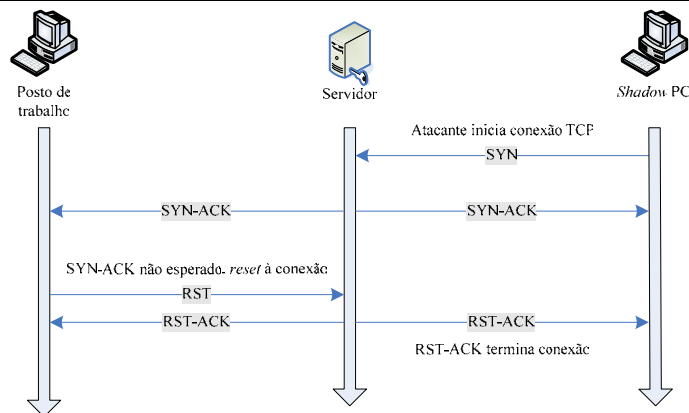 Posto de
trabalho
Servidor
Shadow PC
Atacante inicia conexão TCP
SYN
SYN-ACK
SYN-ACK
SYN-ACK não esperado. reset à conexão
RST
RST-ACK
RST-ACK
RST-ACK termina conexão